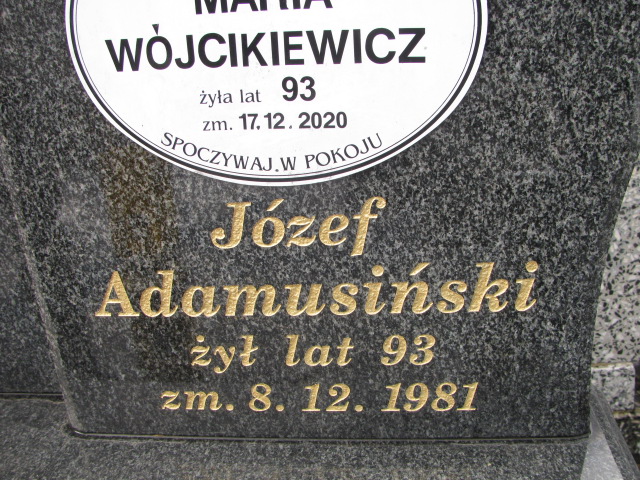 MARIA
WÓJCIKIEWICZ
żyła lat 93
zm. 17.12.2020
SPOCZYWAJ.W POKOJU
Józef
Adamusiński
żył lat 93
zm. 8. 12. 1981